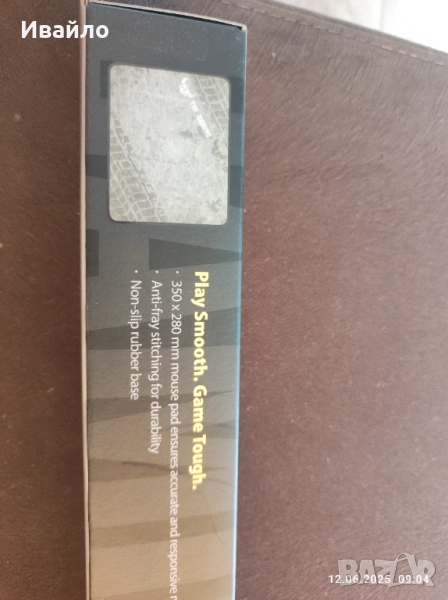 Ивайло
Play Smooth. Game Tough.
· 350 x 280 mm mouse pad ensures accurate and responsive
· Anti-fray stitching for durability
· Non-slip rubber base
BAZAR
12.06.2025 09:04